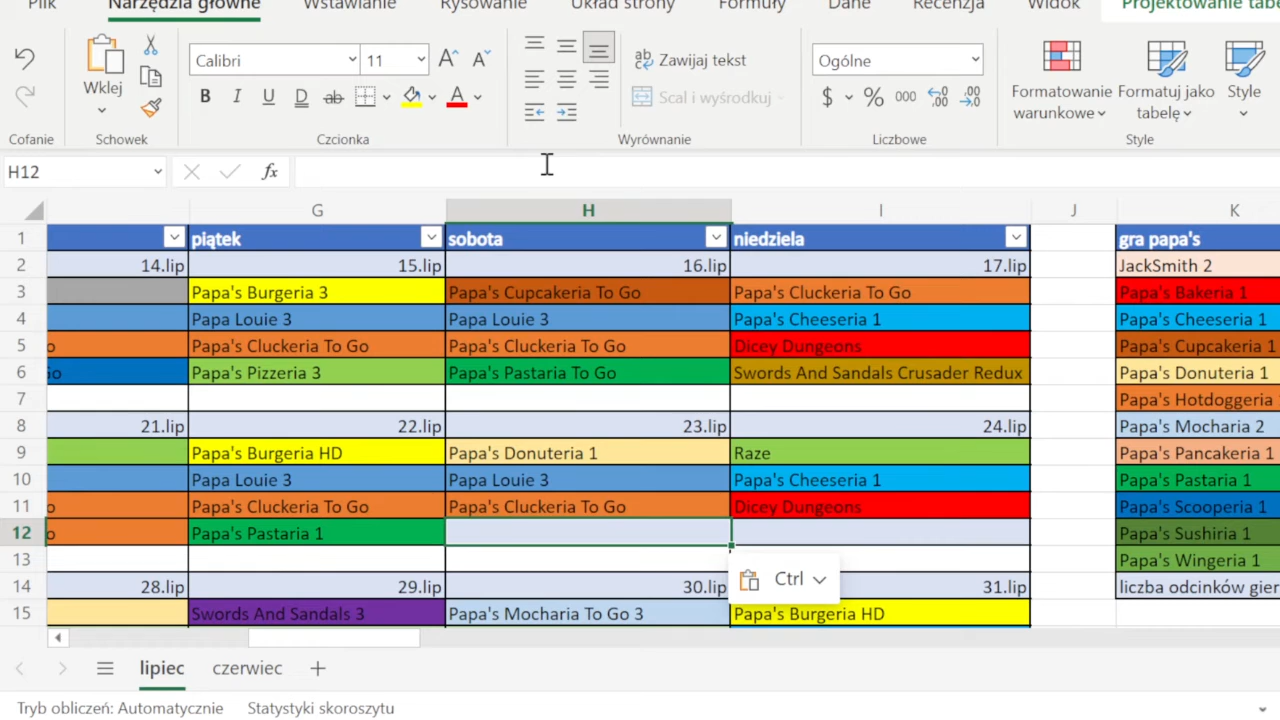 Plik Narzędzia główne Wstawianie Rysowanie Układ strony Formuły Dane Recenzja Widok Projektowanie tabe
Wklej Calibri 11 Zawijaj tekst Ogólne
B I U D ab A Scal i wyśrodkuj $ % 000 Formatowanie warunkowe Formatuj jako tabelę Style
Cofanie Schowek Czcionka Wyrównanie Liczbowe Style
H12 fx
G H I J K
1 piątek sobota niedziela gra papa's
2 14.lip 15.lip 16.lip 17.lip JackSmith 2
3 Papa's Burgeria 3 Papa's Cupcakeria To Go Papa's Cluckeria To Go Papa's Bakeria 1
4 Papa Louie 3 Papa Louie 3 Papa's Cheeseria 1 Papa's Cheeseria 1
5 o Papa's Cluckeria To Go Papa's Cluckeria To Go Dicey Dungeons Papa's Cupcakeria 1
6 Go Papa's Pizzeria 3 Papa's Pastaria To Go Swords And Sandals Crusader Redux Papa's Donuteria 1
7 Papa's Hotdoggeria
8 21.lip 22.lip 23.lip 24.lip Papa's Mocharia 2
9 Papa's Burgeria HD Papa's Donuteria 1 Raze Papa's Pancakeria 1
10 Papa Louie 3 Papa Louie 3 Papa's Cheeseria 1 Papa's Pastaria 1
11 o Papa's Cluckeria To Go Papa's Cluckeria To Go Dicey Dungeons Papa's Scooperia 1
12 o Papa's Pastaria 1 Papa's Sushiria 1
13 Papa's Wingeria 1
14 28.lip 29.lip 30.lip 31.lip liczba odcinków gier
Ctrl
15 Swords And Sandals 3 Papa's Mocharia To Go 3 Papa's Burgeria HD
lipiec czerwiec
Tryb obliczeń: Automatycznie Statystyki skoroszytu